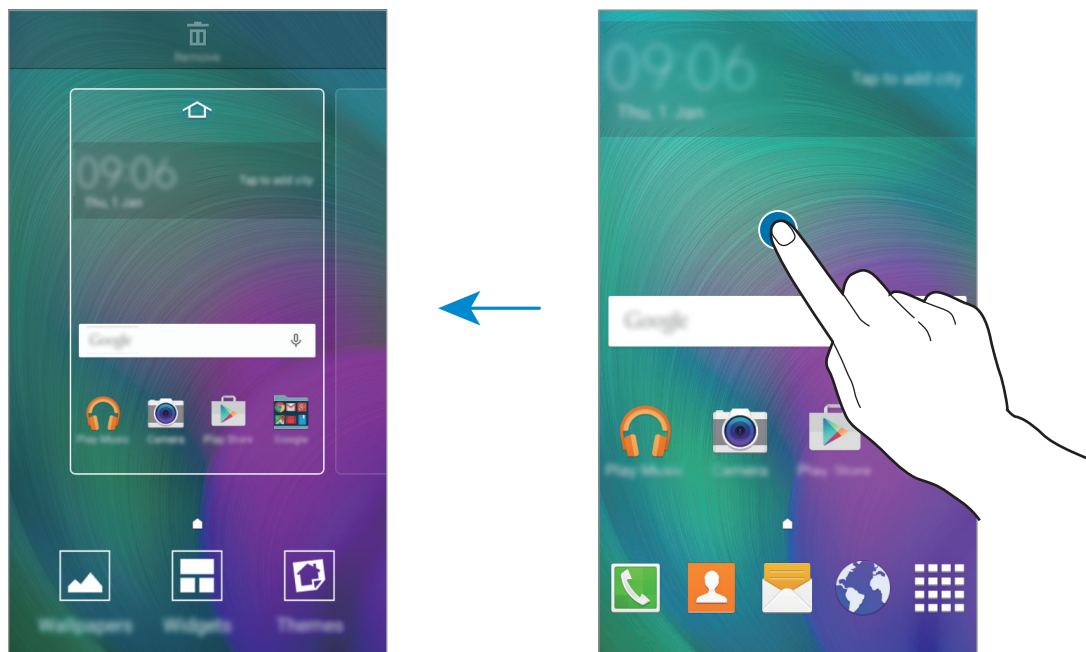 Remove
09:06
Tap to add city
Thu, 1 Jan
Google
Play Music
Camera
Play Store
Google
Wallpapers
Widgets
Themes
09:06
Tap to add city
Thu, 1 Jan
Google
Play Music
Camera
Play Store